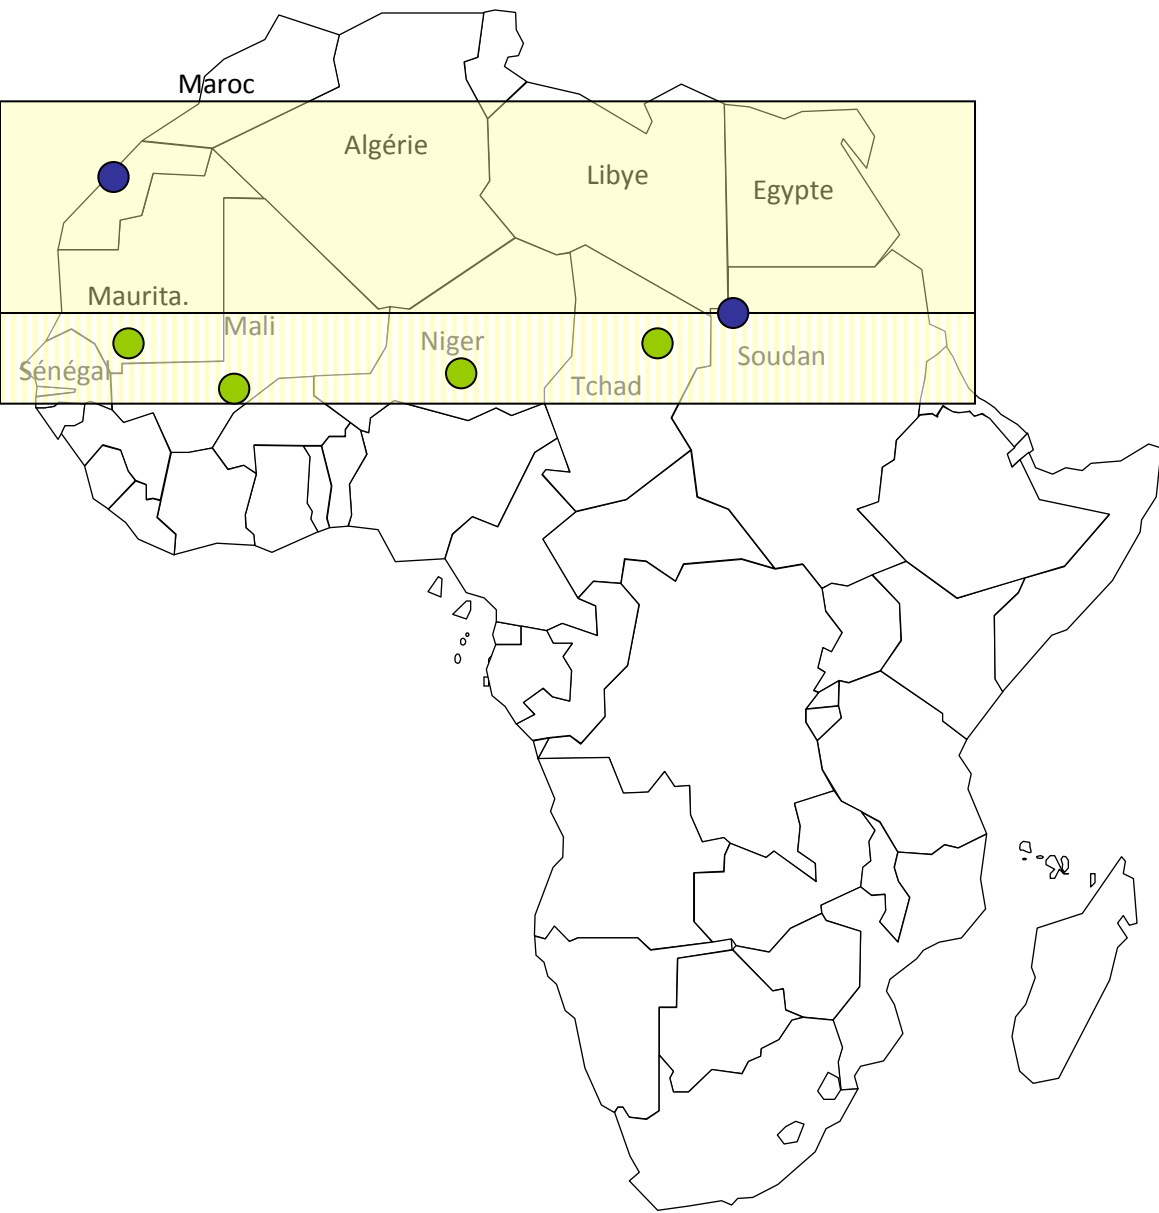 Maroc
Algérie
Libye
Egypte
Maurita.
Mali
Niger
Soudan
Sénégal
Tchad